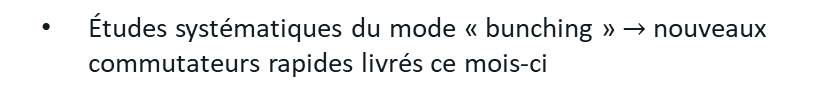 • Études systématiques du mode « bunching » → nouveaux
commutateurs rapides livrés ce mois-ci